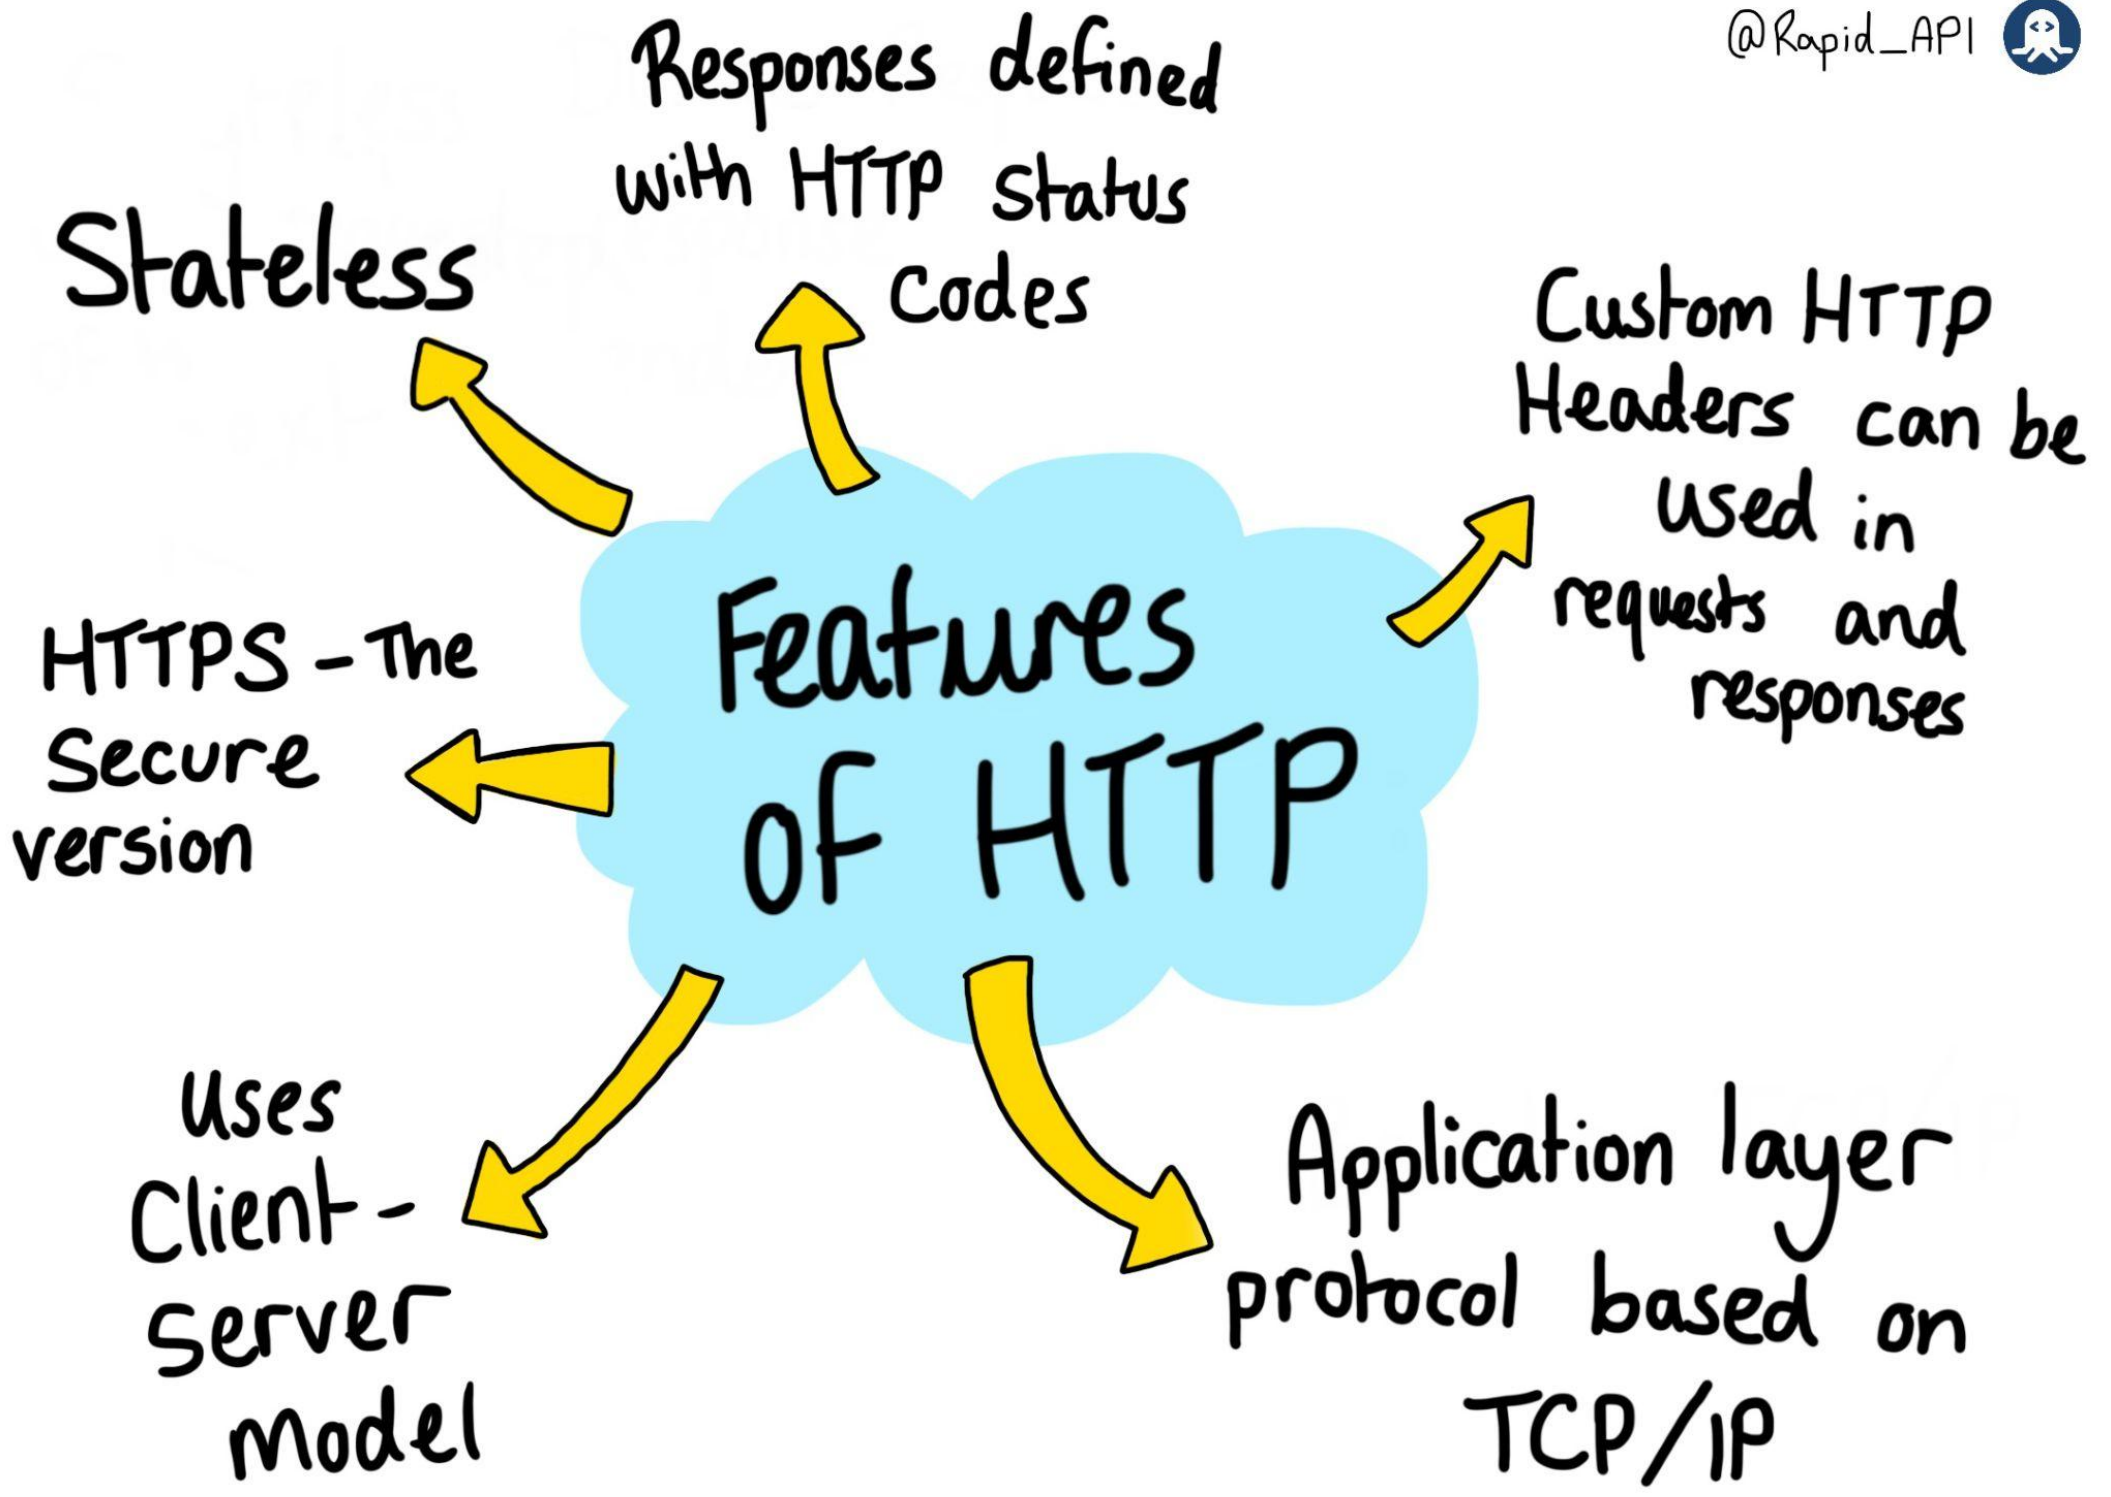 @Rapid_API
Responses defined
with HTTP Status
Codes
Stateless
Custom HTTP
Headers can be
used in
requests and
responses
Features
of HTTP
HTTPS - The
Secure
version
Uses
Client-
Server
Model
Application layer
protocol based on
TCP/IP